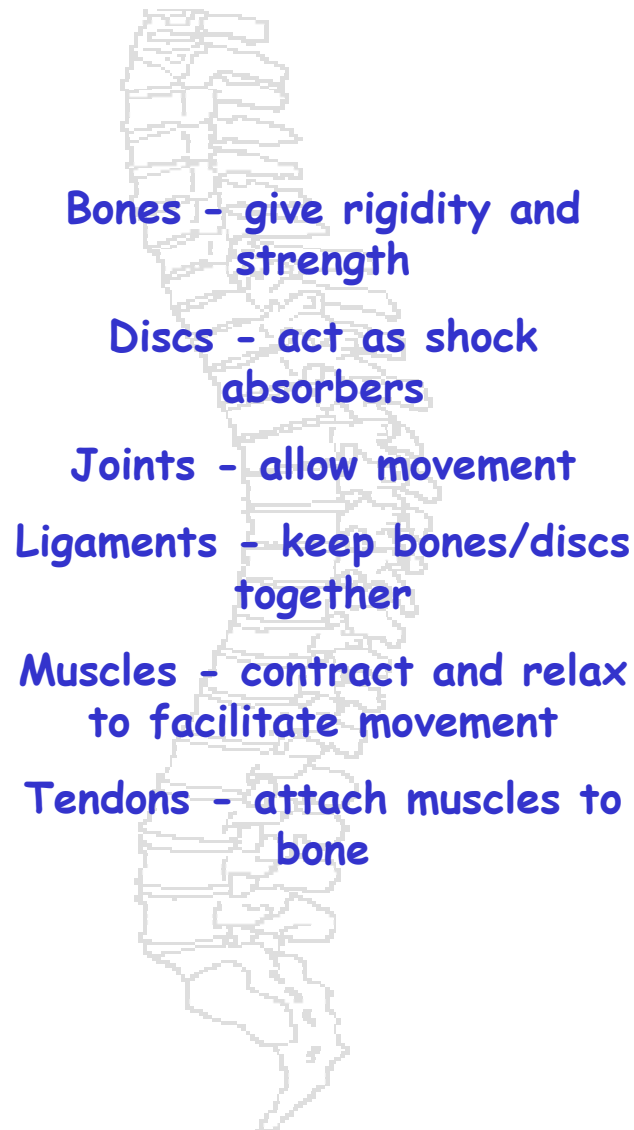 Bones - give rigidity and
strength
Discs - act as shock
absorbers
Joints - allow movement
Ligaments - keep bones/discs
together
Muscles - contract and relax
to facilitate movement
Tendons - attach muscles to
bone